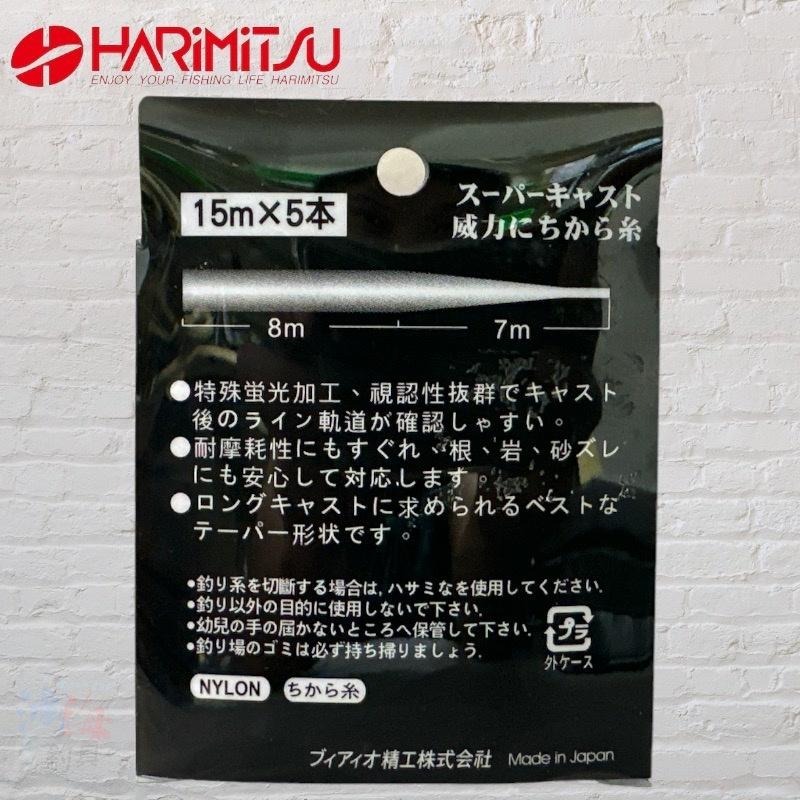 HARiMiTSU
ENJOY YOUR FISHING LIFE HARIMITSU
スーパーキャスト
威力にちから糸
15m×5本
8m 7m
●特殊蛍光加工、視認性抜群でキャスト
後のライン軌道が確認しゃすい。
●耐摩耗性にもすぐれ、根、岩、砂ズレ
にも安心して対応します。
●ロングキャストに求められるベストな
テーパー形状です。
•釣り系を切斷する場合は, ハサミなを使用してください.
•釣り以外の目的に使用しないで下さい.
•幼兒の手の届かないところへ保管して下さい.
•釣り場のゴミは必ず持ち掃りましょう.
プラ
外ケース
NYLON ちから糸
ブィアィオ精工株式会社 Made in Japan